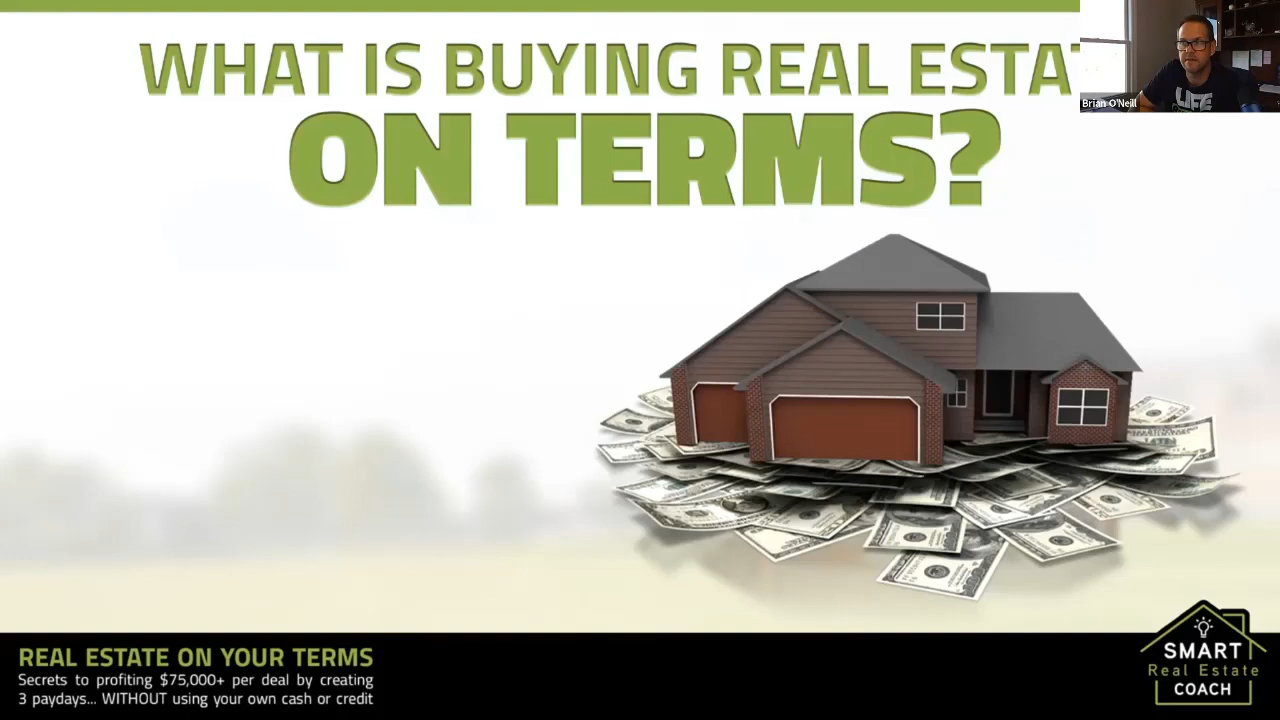 WHAT IS BUYING REAL ESTAT
ON TERMS?
Brian O'Neill
LIFE
REAL ESTATE ON YOUR TERMS
Secrets to profiting $75,000+ per deal by creating
3 paydays... WITHOUT using your own cash or credit
SMART
Real Estate
COACH